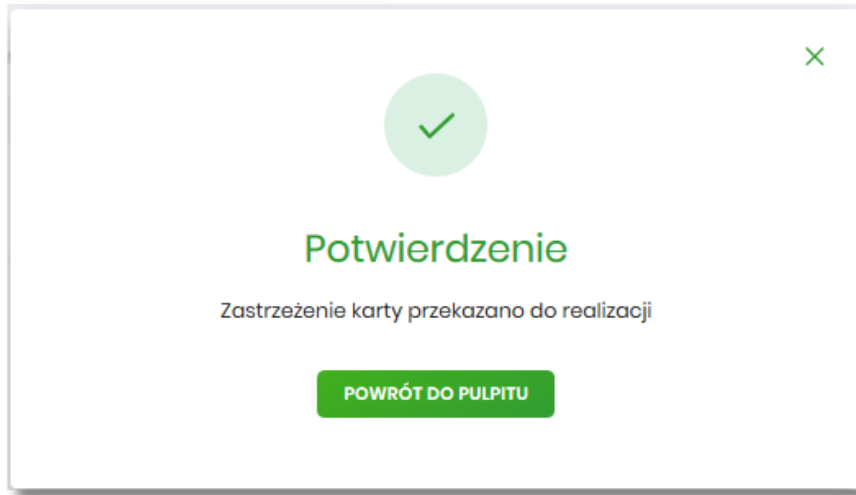 Potwierdzenie
Zastrzeżenie karty przekazano do realizacji
POWRÓT DO PULPITU